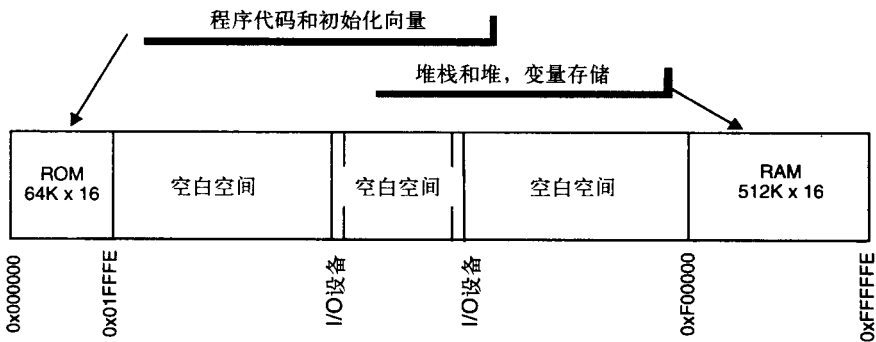 程序代码和初始化向量
堆栈和堆，变量存储
ROM
64K x 16
空白空间
空白空间
空白空间
RAM
512K x 16
0x000000
0x01FFFE
I/O设备
I/O设备
0xF00000
0xFFFFFE